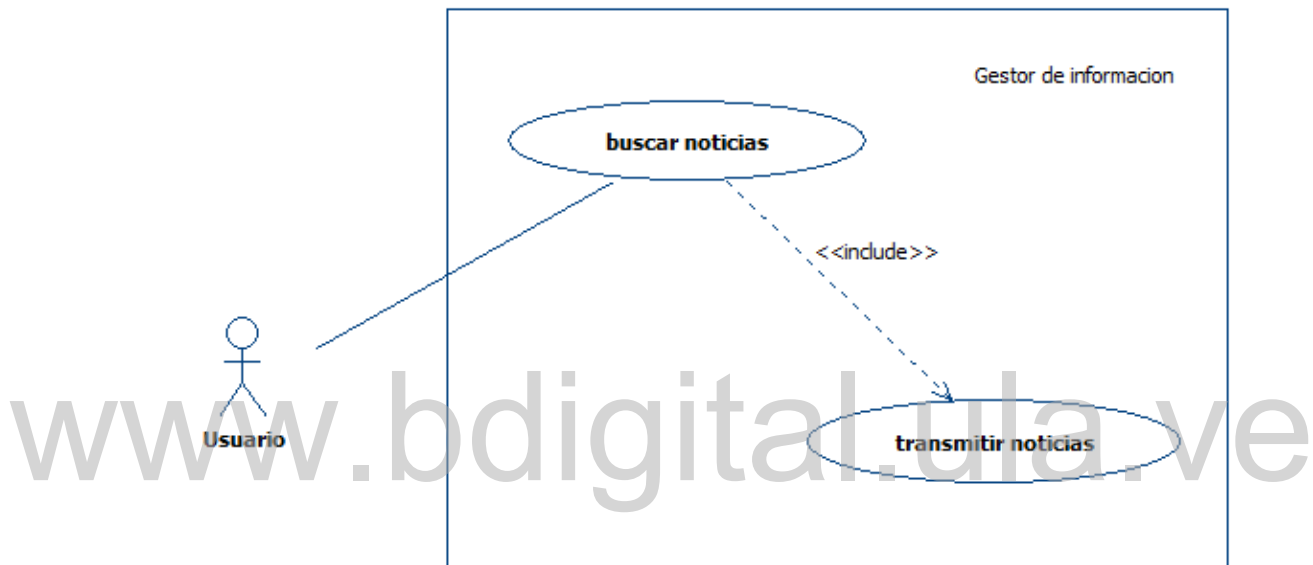 Gestor de informacion
buscar noticias
<<include>>
Usuario
transmitir noticias
www.bdigital.ula.ve